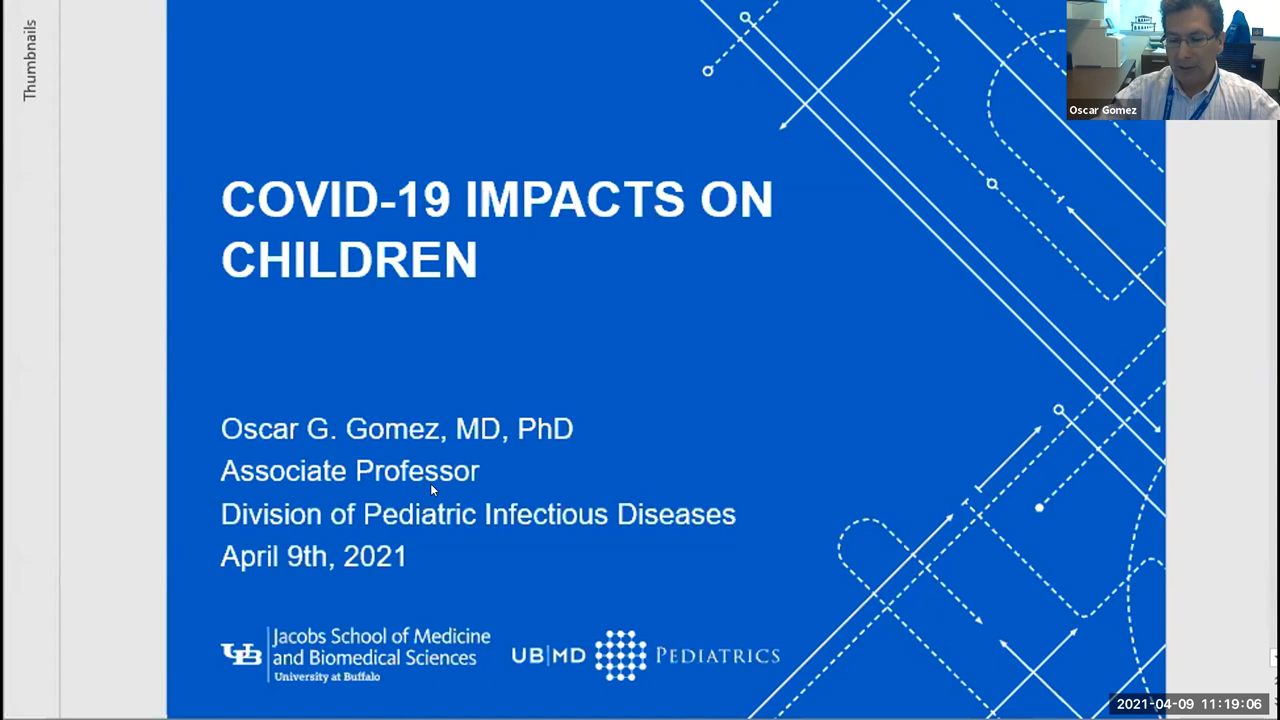 Thumbnails
Oscar Gomez
COVID-19 IMPACTS ON
CHILDREN
Oscar G. Gomez, MD, PhD
Associate Professor
Division of Pediatric Infectious Diseases
April 9th, 2021
UB
Jacobs School of Medicine
and Biomedical Sciences
University at Buffalo
UB|MD PEDIATRICS
2021-04-09 11:19:06